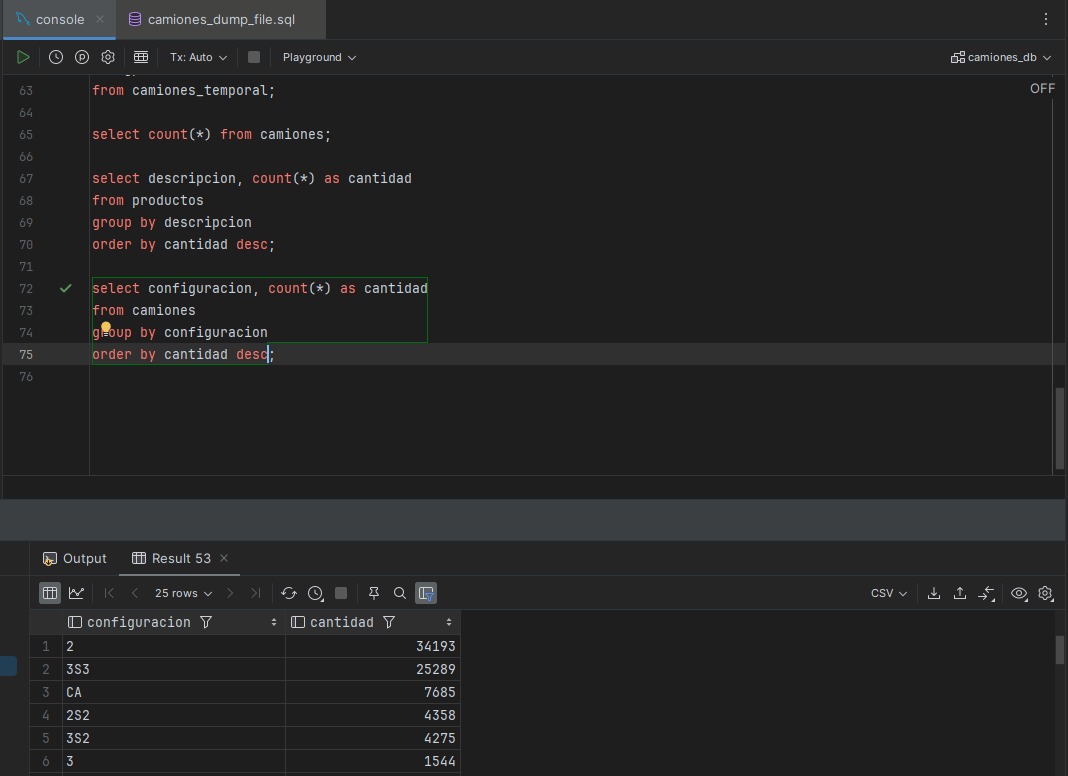 console
camiones_dump_file.sql
Tx: Auto
Playground
camiones_db
OFF
63 from camiones_temporal;
64
65 select count(*) from camiones;
66
67 select descripcion, count(*) as cantidad
68 from productos
69 group by descripcion
70 order by cantidad desc;
71
72 select configuracion, count(*) as cantidad
73 from camiones
74 group by configuracion
75 order by cantidad desc;
76
Output
Result 53
25 rows
CSV
configuracion cantidad
1 2 34193
2 3S3 25289
3 CA 7685
4 2S2 4358
5 3S2 4275
6 3 1544